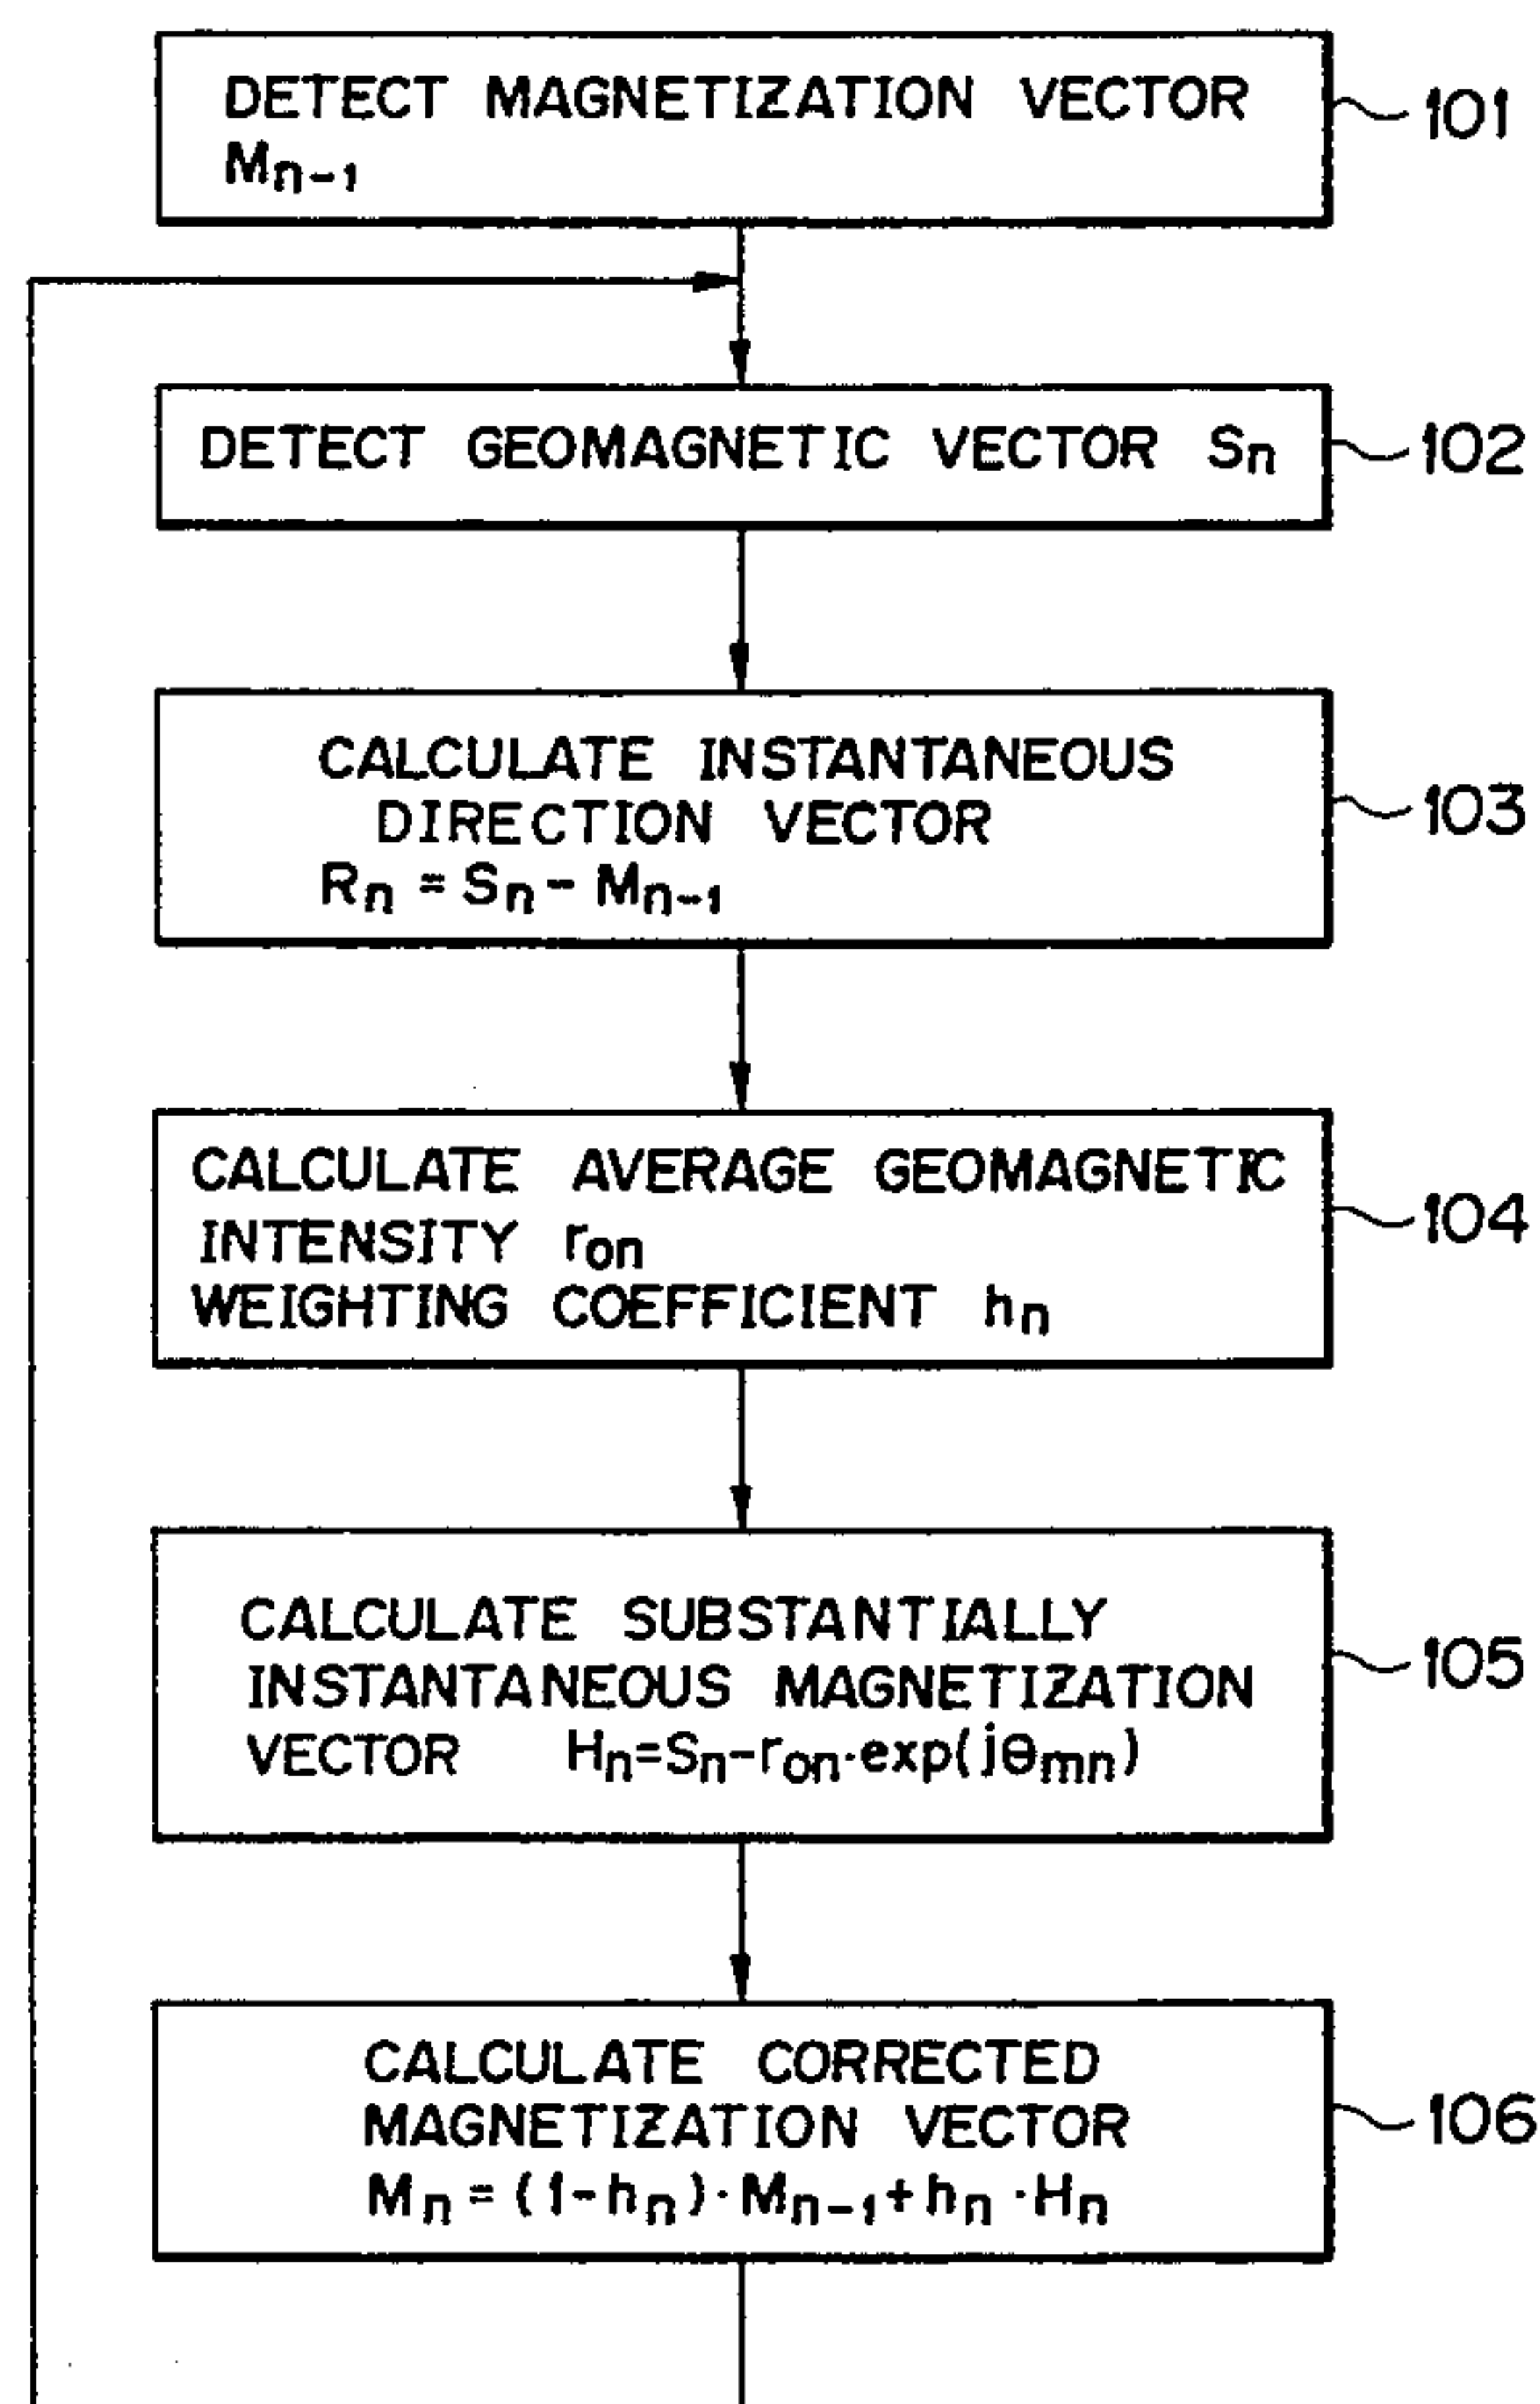 DETECT MAGNETIZATION VECTOR
Mn-1
101
DETECT GEOMAGNETIC VECTOR Sn
102
CALCULATE INSTANTANEOUS
DIRECTION VECTOR
Rn = Sn - Mn-1
103
CALCULATE AVERAGE GEOMAGNETIC
INTENSITY ron
WEIGHTING COEFFICIENT hn
104
CALCULATE SUBSTANTIALLY
INSTANTANEOUS MAGNETIZATION
VECTOR Hn=Sn-ron·exp(jθmn)
105
CALCULATE CORRECTED
MAGNETIZATION VECTOR
Mn = (1-hn)·Mn-1+hn·Hn
106